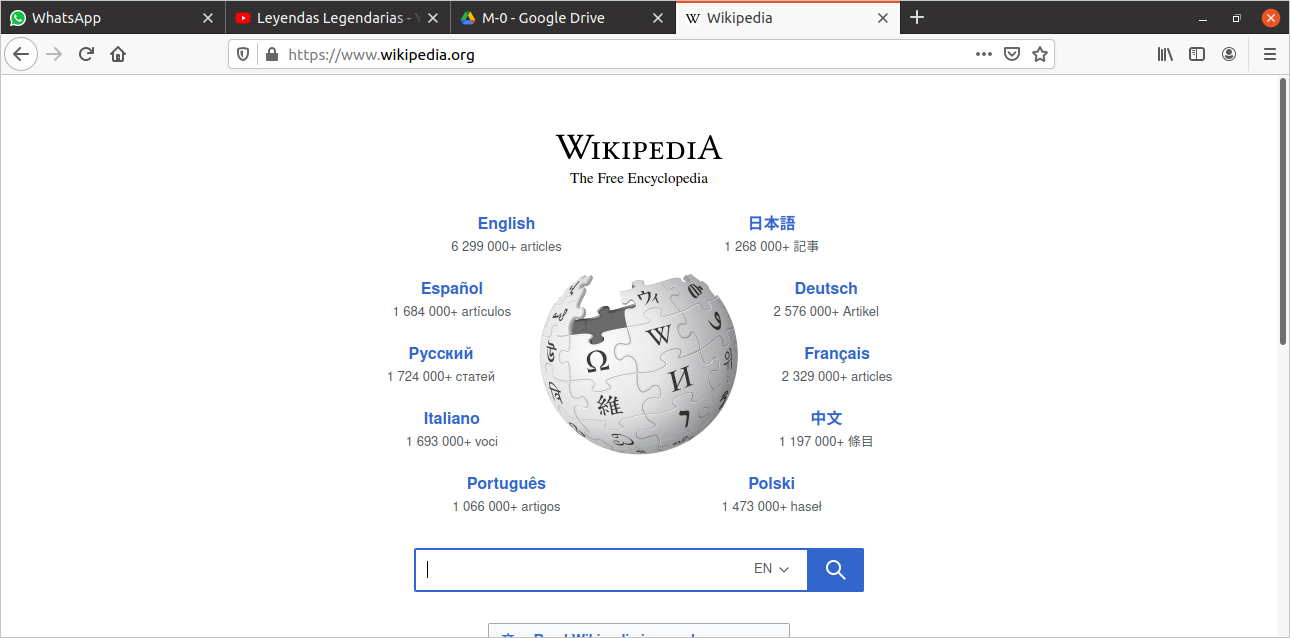 WhatsApp
Leyendas Legendarias -
M-0 - Google Drive
Wikipedia
https://www.wikipedia.org
WIKIPEDIA
The Free Encyclopedia
English
6 299 000+ articles
日本語
1 268 000+ 記事
Español
1 684 000+ artículos
Deutsch
2 576 000+ Artikel
Русский
1 724 000+ статей
Français
2 329 000+ articles
Italiano
1 693 000+ voci
中文
1 197 000+ 條目
Português
1 066 000+ artigos
Polski
1 473 000+ haseł
ウィ
W
Ω
И
維
EN